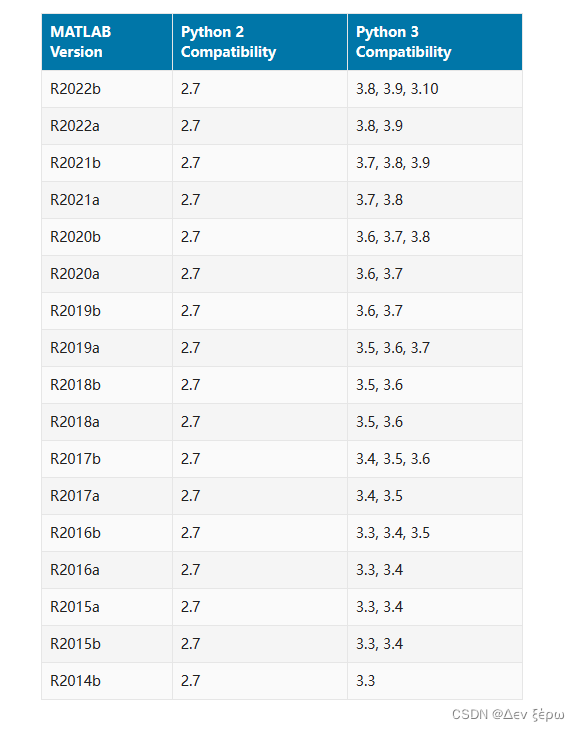 MATLAB Version Python 2 Compatibility Python 3 Compatibility
R2022b 2.7 3.8, 3.9, 3.10
R2022a 2.7 3.8, 3.9
R2021b 2.7 3.7, 3.8, 3.9
R2021a 2.7 3.7, 3.8
R2020b 2.7 3.6, 3.7, 3.8
R2020a 2.7 3.6, 3.7
R2019b 2.7 3.6, 3.7
R2019a 2.7 3.5, 3.6, 3.7
R2018b 2.7 3.5, 3.6
R2018a 2.7 3.5, 3.6
R2017b 2.7 3.4, 3.5, 3.6
R2017a 2.7 3.4, 3.5
R2016b 2.7 3.3, 3.4, 3.5
R2016a 2.7 3.3, 3.4
R2015a 2.7 3.3, 3.4
R2015b 2.7 3.3, 3.4
R2014b 2.7 3.3
CSDN @Δεν ξέρω